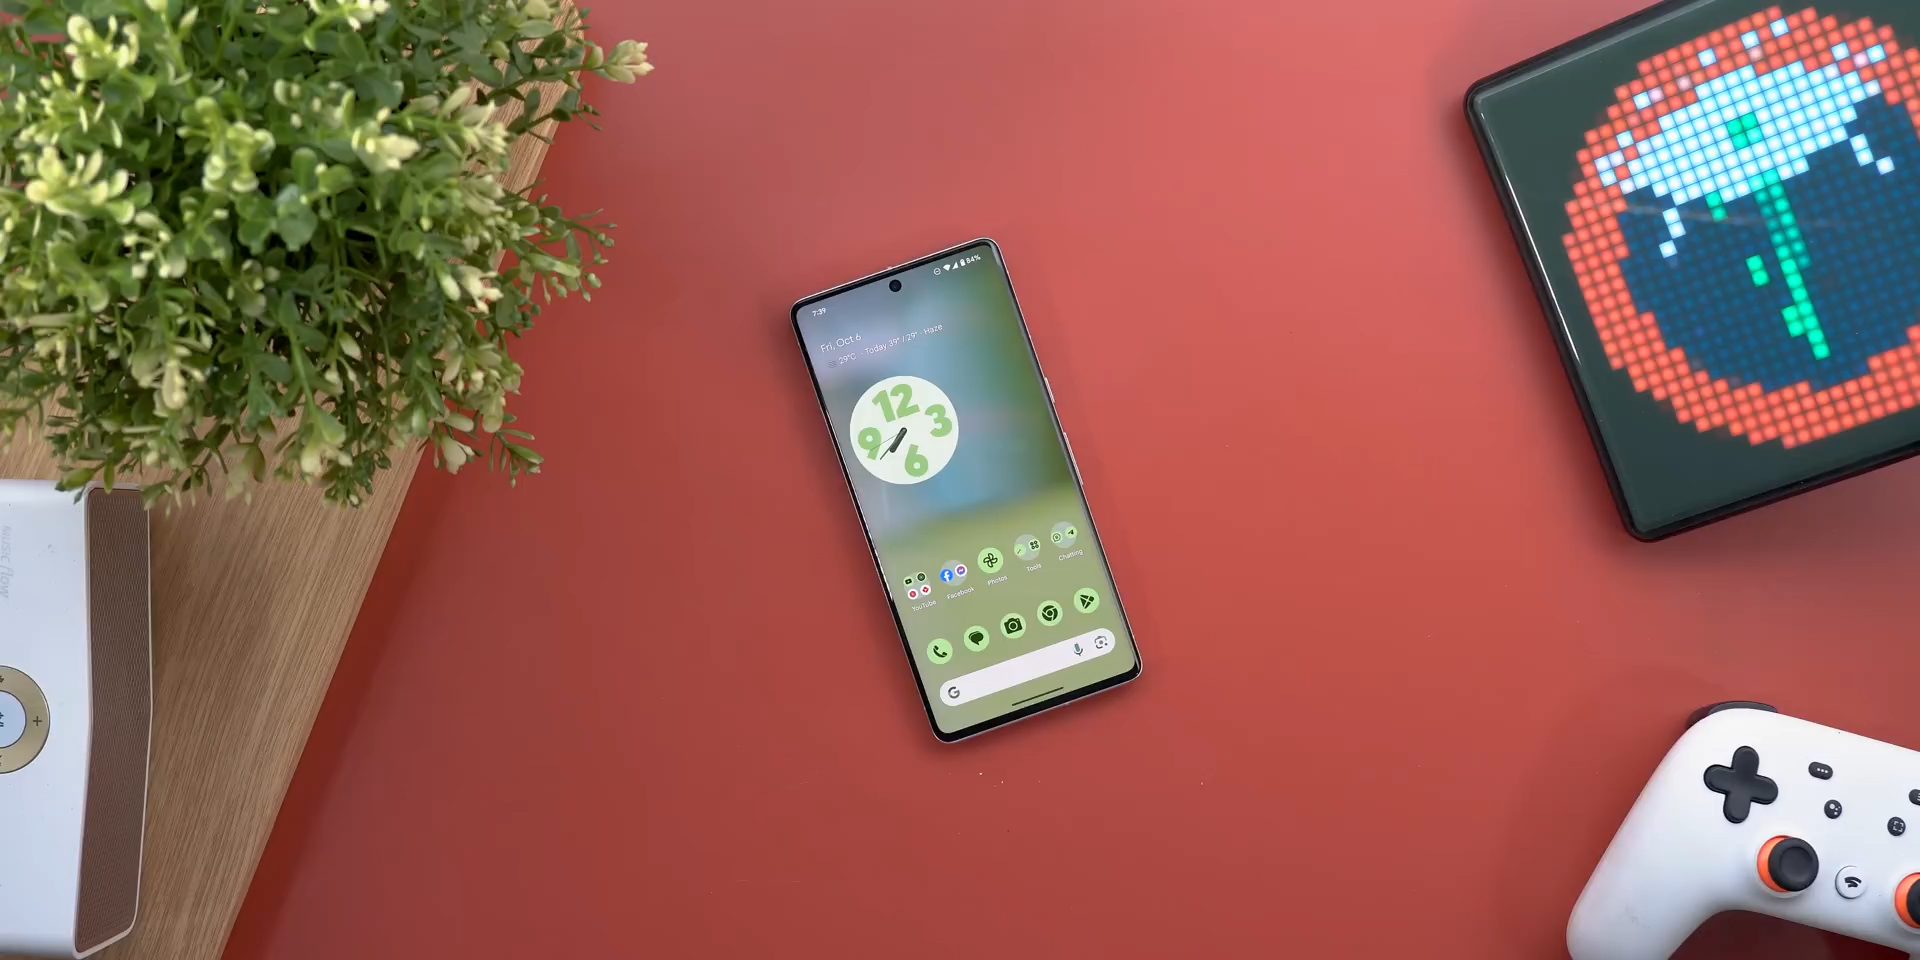 7:39
84%
Fri, Oct 6
29°C · Today 39° / 29° · Haze
12
3
9
6
YouTube
Facebook
Photos
Tools
Chatting
G
MUSIC flow